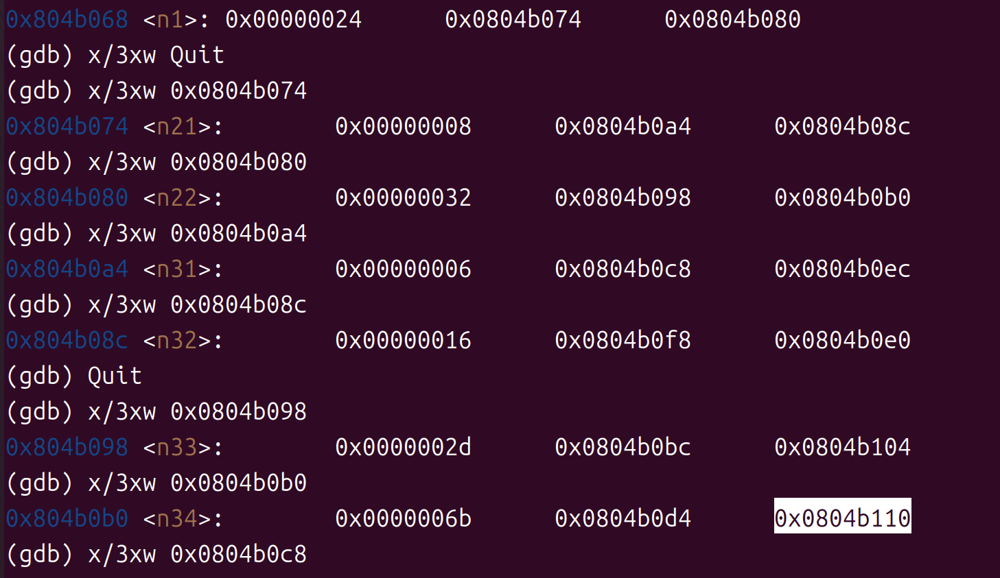 0x804b068 <n1>: 0x00000024 0x0804b074 0x0804b080
(gdb) x/3xw Quit
(gdb) x/3xw 0x0804b074
0x804b074 <n21>: 0x00000008 0x0804b0a4 0x0804b08c
(gdb) x/3xw 0x0804b080
0x804b080 <n22>: 0x00000032 0x0804b098 0x0804b0b0
(gdb) x/3xw 0x0804b0a4
0x804b0a4 <n31>: 0x00000006 0x0804b0c8 0x0804b0ec
(gdb) x/3xw 0x0804b08c
0x804b08c <n32>: 0x00000016 0x0804b0f8 0x0804b0e0
(gdb) Quit
(gdb) x/3xw 0x0804b098
0x804b098 <n33>: 0x0000002d 0x0804b0bc 0x0804b104
(gdb) x/3xw 0x0804b0b0
0x804b0b0 <n34>: 0x0000006b 0x0804b0d4 0x0804b110
(gdb) x/3xw 0x0804b0c8